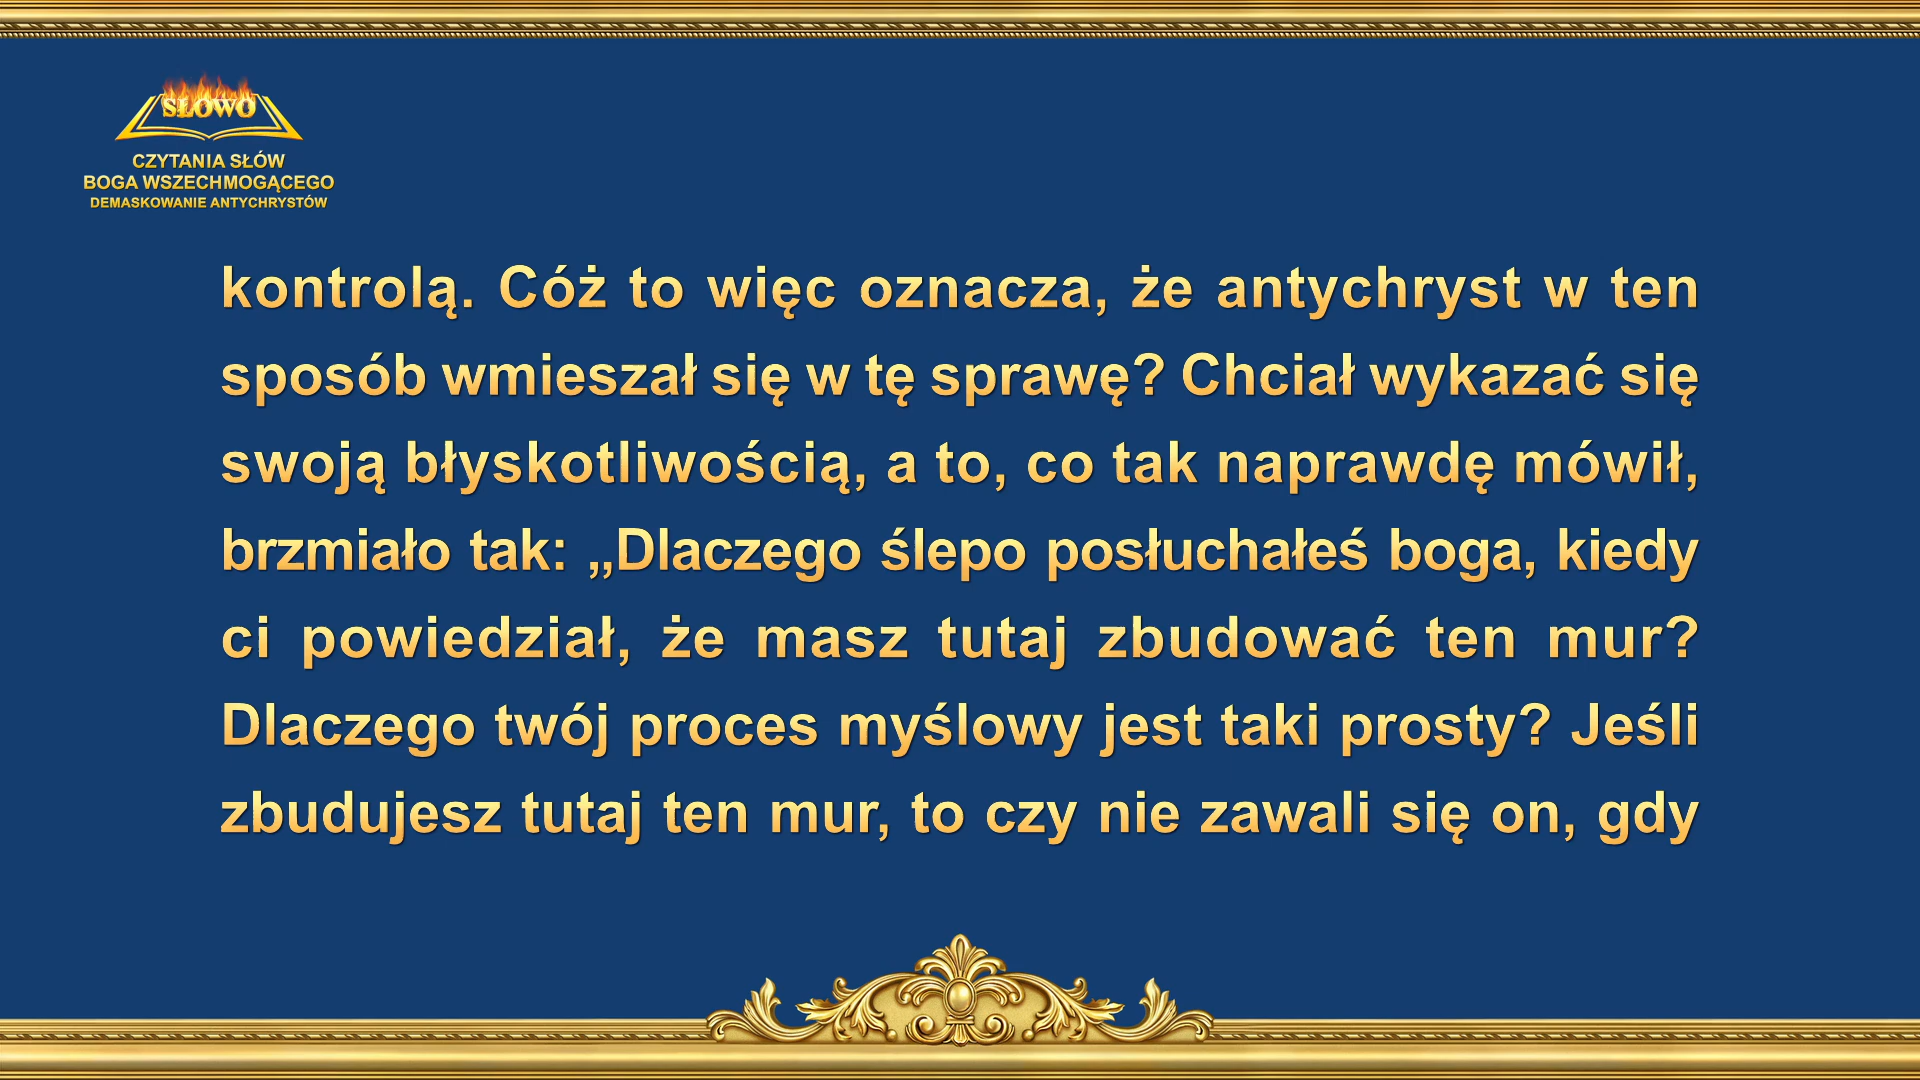 SŁOWO
CZYTANIA SŁÓW
BOGA WSZECHMOGĄCEGO
DEMASKOWANIE ANTYCHRYSTÓW
kontrolą. Cóż to więc oznacza, że antychryst w ten
sposób wmieszał się w tę sprawę? Chciał wykazać się
swoją błyskotliwością, a to, co tak naprawdę mówił,
brzmiało tak: „Dlaczego ślepo posłuchałeś boga, kiedy
ci powiedział, że masz tutaj zbudować ten mur?
Dlaczego twój proces myślowy jest taki prosty? Jeśli
zbudujesz tutaj ten mur, to czy nie zawali się on, gdy